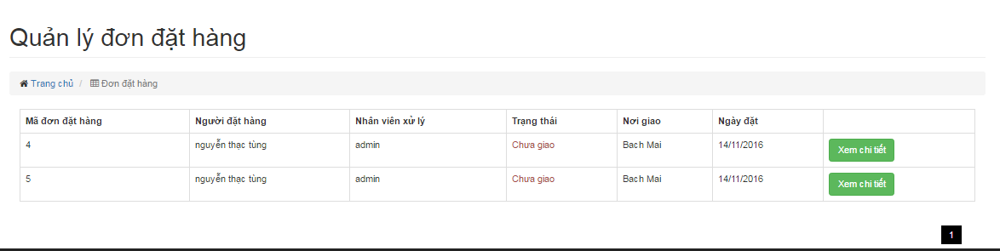 Quản lý đơn đặt hàng
Trang chủ / Đơn đặt hàng
Mã đơn đặt hàng Người đặt hàng Nhân viên xử lý Trạng thái Nơi giao Ngày đặt
4 nguyễn thạc tùng admin Chưa giao Bach Mai 14/11/2016 Xem chi tiết
5 nguyễn thạc tùng admin Chưa giao Bach Mai 14/11/2016 Xem chi tiết
1